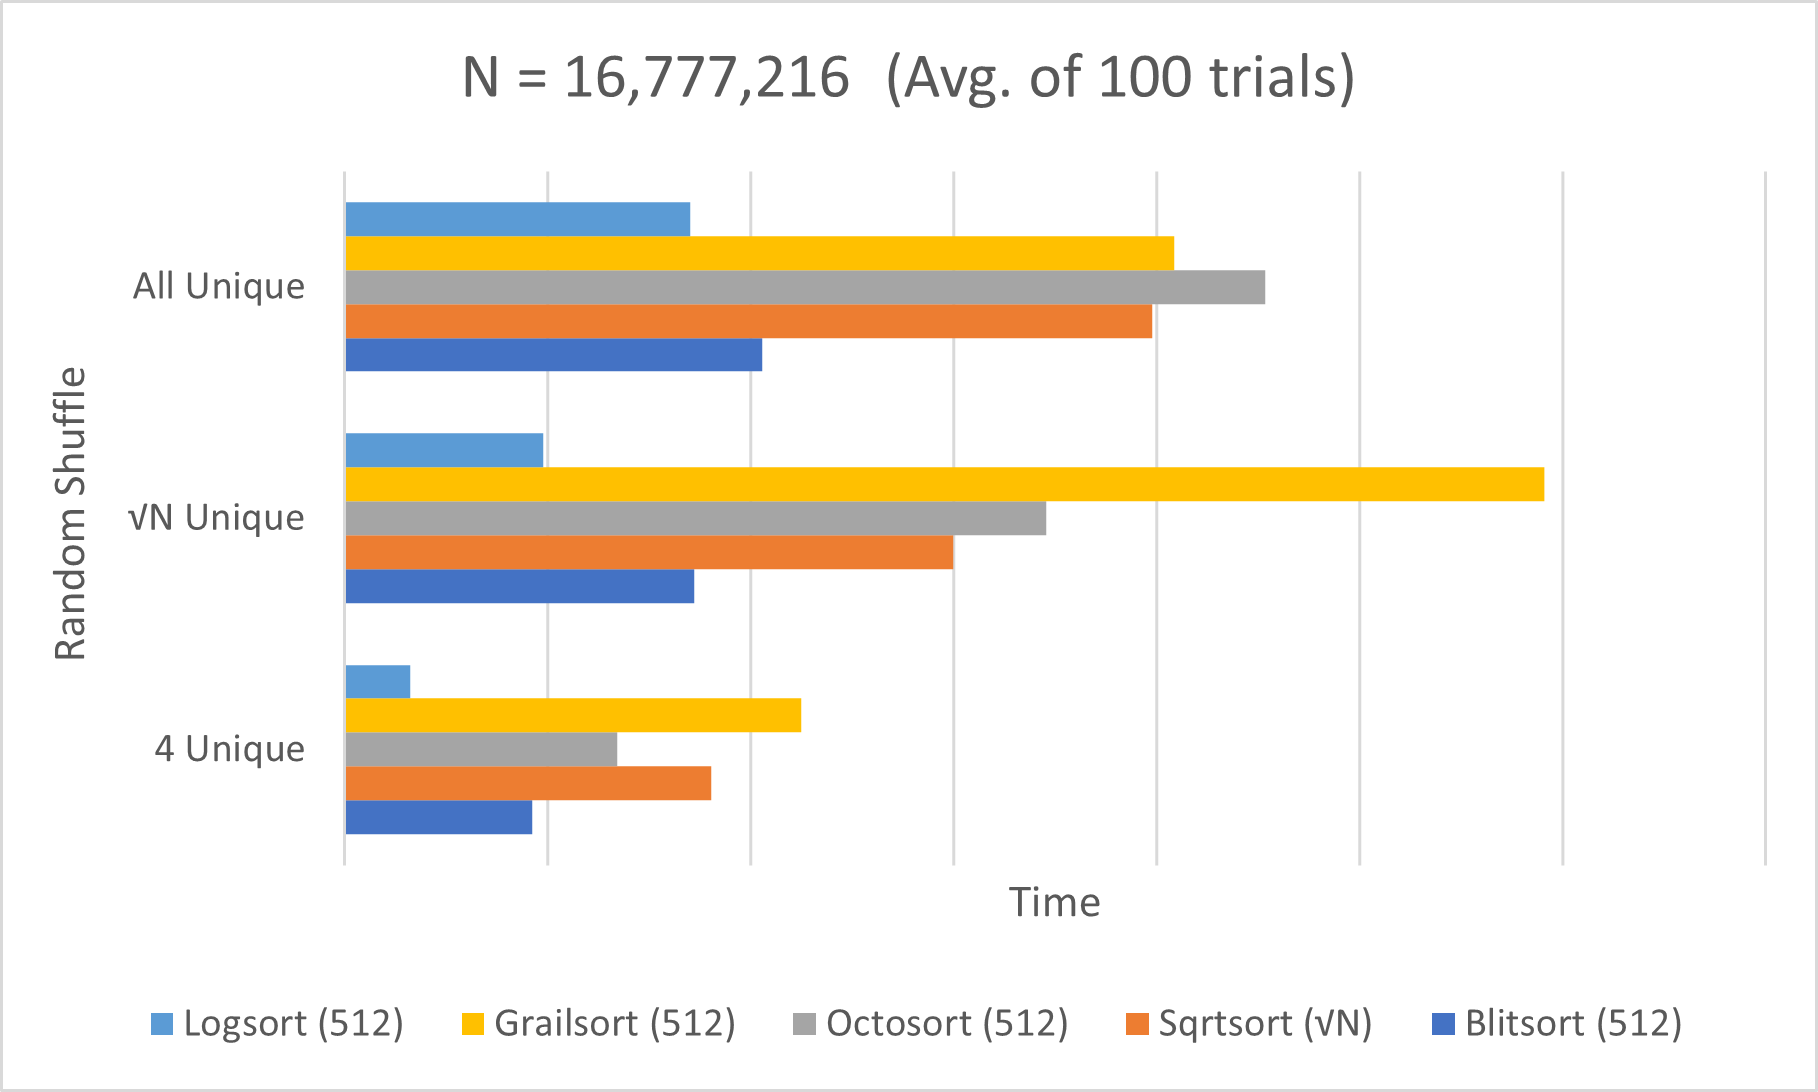 N = 16,777,216  (Avg. of 100 trials)
Random Shuffle
All Unique
√N Unique
4 Unique
Time
Logsort (512)
Grailsort (512)
Octosort (512)
Sqrtsort (√N)
Blitsort (512)